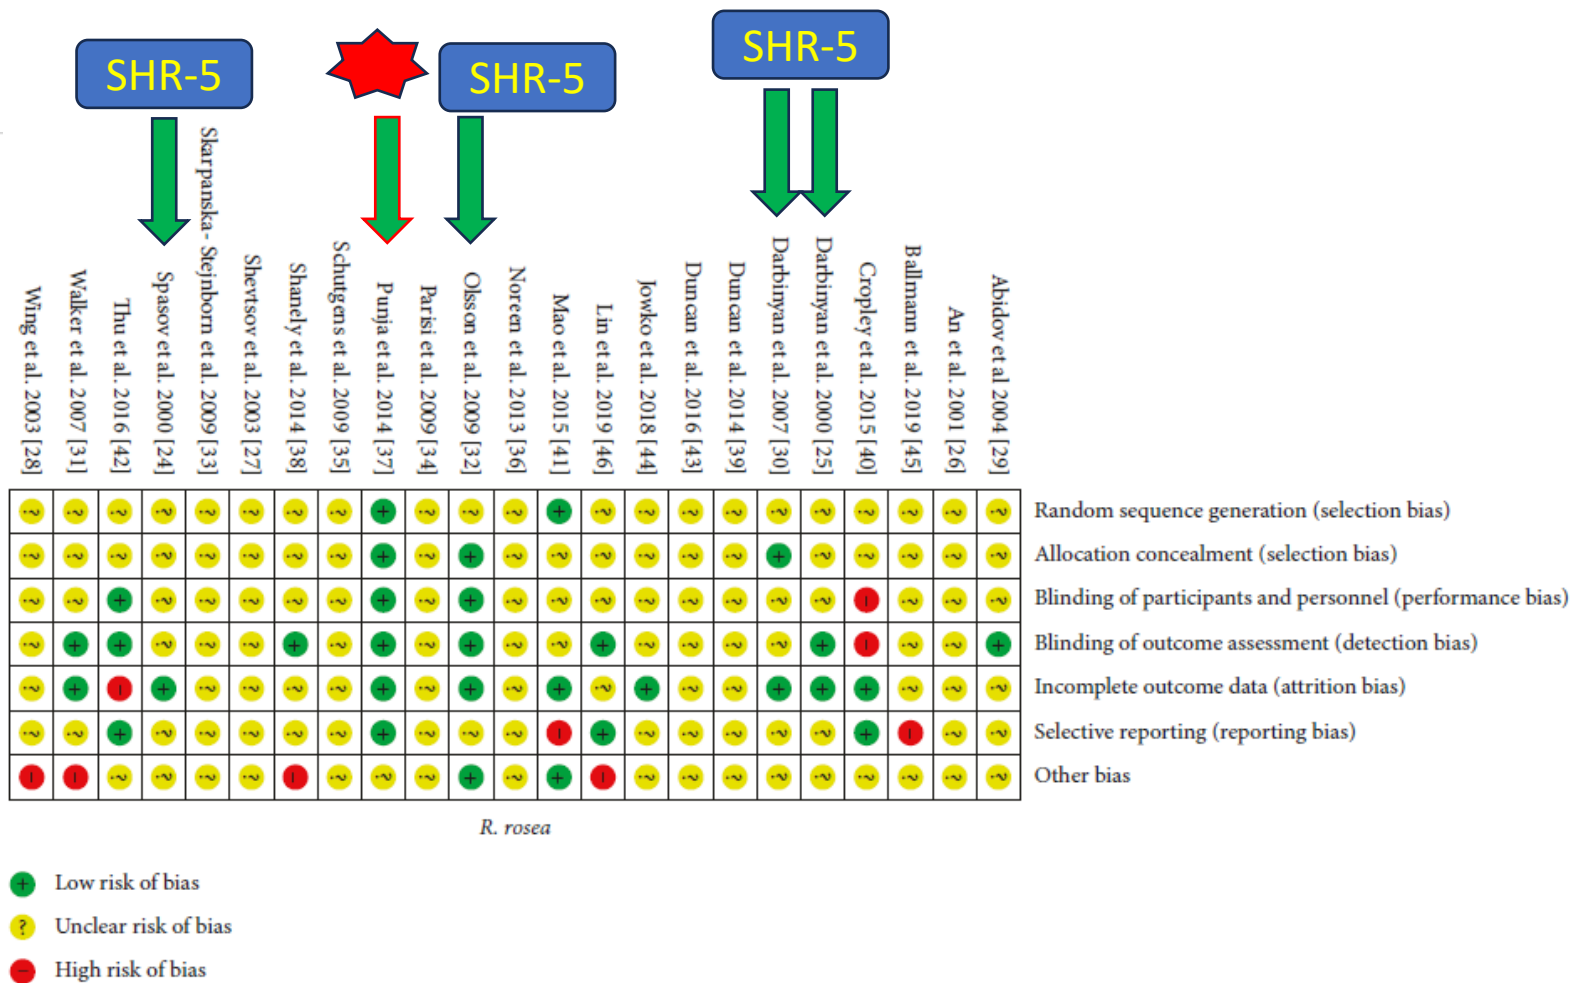 SHR-5
SHR-5
SHR-5
Wing et al. 2003 [28]
Walker et al. 2007 [31]
Thu et al. 2016 [42]
Spasov et al. 2000 [24]
Skarpanska- Stejnborn et al. 2009 [33]
Shevtsov et al. 2003 [27]
Shanely et al. 2014 [38]
Schutgens et al. 2009 [35]
Punja et al. 2014 [37]
Parisi et al. 2009 [34]
Olsson et al. 2009 [32]
Noreen et al. 2013 [36]
Mao et al. 2015 [41]
Lin et al. 2019 [46]
Jowko et al. 2018 [44]
Duncan et al. 2016 [43]
Duncan et al. 2014 [39]
Darbinyan et al. 2007 [30]
Darbinyan et al. 2000 [25]
Cropley et al. 2015 [40]
Ballmann et al. 2019 [45]
An et al. 2001 [26]
Abidov et al 2004 [29]
? ? ? ? ? ? ? ? + ? ? ? + ? ? ? ? ? ? ? ? ? ? Random sequence generation (selection bias)
? ? ? ? ? ? ? ? + ? + ? ? ? ? ? ? + ? ? ? ? ? Allocation concealment (selection bias)
? ? + ? ? ? ? ? + ? + ? ? ? ? ? ? ? ? − ? ? ? Blinding of participants and personnel (performance bias)
? + + ? ? ? + ? + ? + ? ? + ? ? ? ? + − ? ? + Blinding of outcome assessment (detection bias)
? + − + ? ? ? ? + ? + ? + ? + ? ? + + + ? ? ? Incomplete outcome data (attrition bias)
? ? + ? ? ? ? ? + ? ? ? − + ? ? ? ? ? + − ? ? Selective reporting (reporting bias)
− − ? ? ? ? − ? ? ? + ? + − ? ? ? ? ? ? ? ? ? Other bias
R. rosea
+ Low risk of bias
? Unclear risk of bias
− High risk of bias